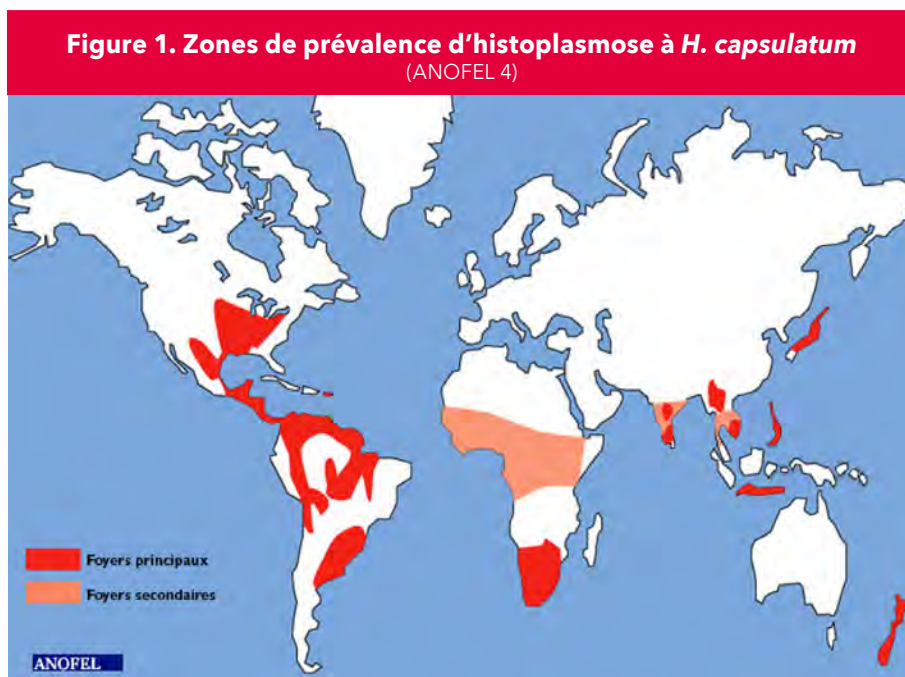 Figure 1. Zones de prévalence d’histoplasmose à H. capsulatum
(ANOFEL 4)
Foyers principaux
Foyers secondaires
ANOFEL